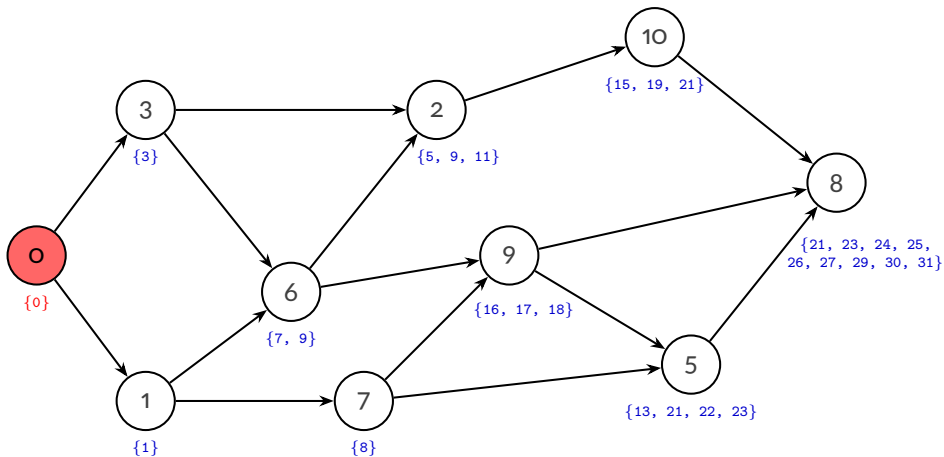 10
{15, 19, 21}
3
{3}
2
{5, 9, 11}
8
{21, 23, 24, 25,
26, 27, 29, 30, 31}
0
{0}
9
{16, 17, 18}
6
{7, 9}
5
{13, 21, 22, 23}
1
{1}
7
{8}